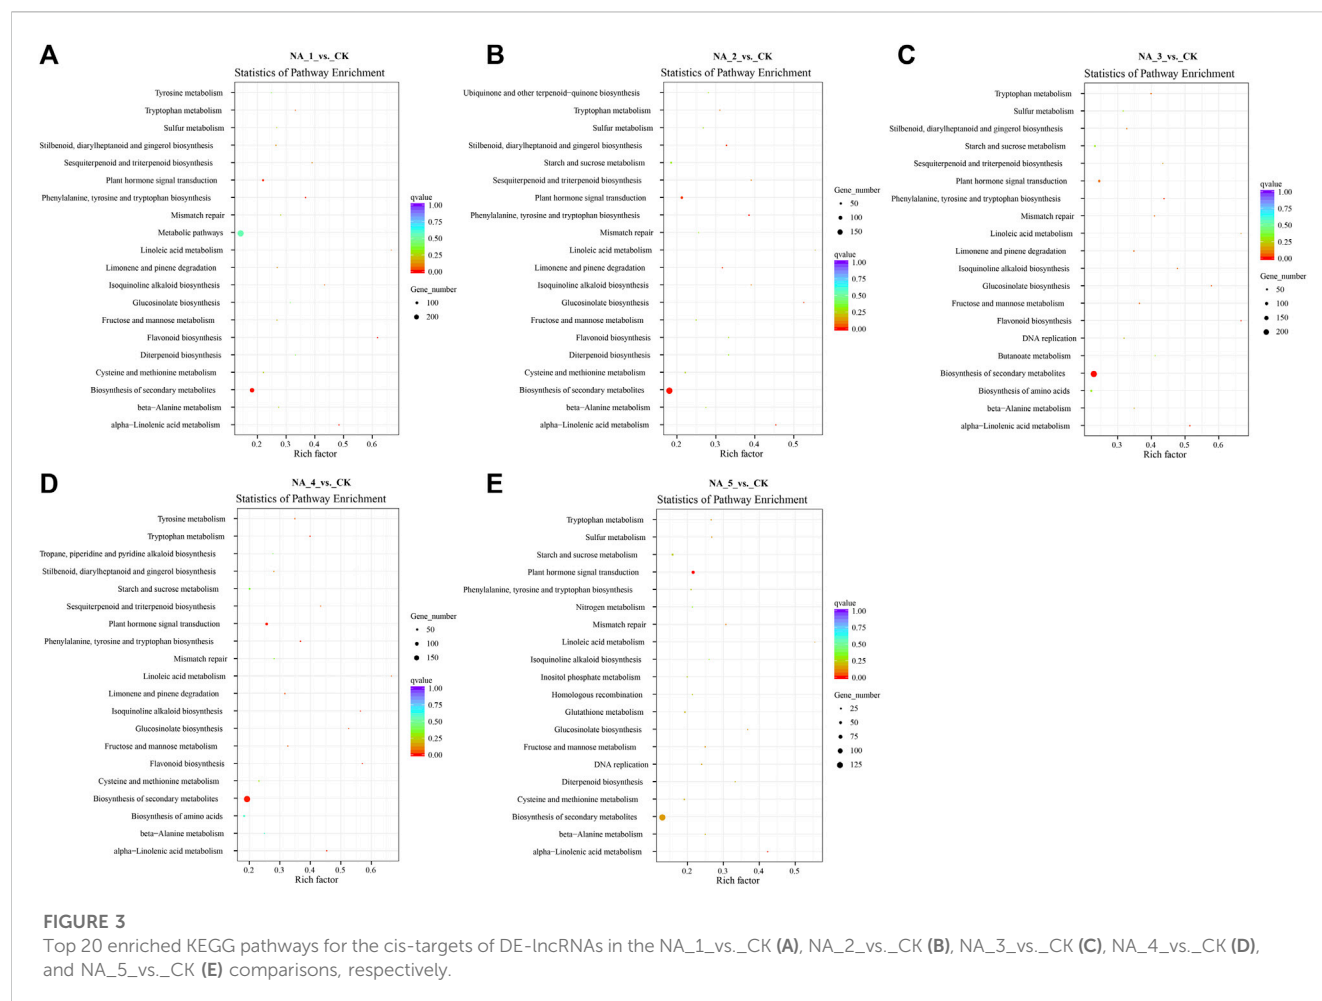 A
NA_1_vs._CK
Statistics of Pathway Enrichment
Tyrosine metabolism
Tryptophan metabolism
Sulfur metabolism
Stilbenoid, diarylheptanoid and gingerol biosynthesis
Sesquiterpenoid and triterpenoid biosynthesis
Plant hormone signal transduction
Phenylalanine, tyrosine and tryptophan biosynthesis
Mismatch repair
Metabolic pathways
Linoleic acid metabolism
Limonene and pinene degradation
Isoquinoline alkaloid biosynthesis
Glucosinolate biosynthesis
Fructose and mannose metabolism
Flavonoid biosynthesis
Diterpenoid biosynthesis
Cysteine and methionine metabolism
Biosynthesis of secondary metabolites
beta−Alanine metabolism
alpha−Linolenic acid metabolism
0.2 0.3 0.4 0.5 0.6
Rich factor
qvalue
1.00
0.75
0.50
0.25
0.00
Gene_number
100
200
B
NA_2_vs._CK
Statistics of Pathway Enrichment
Ubiquinone and other terpenoid−quinone biosynthesis
Tryptophan metabolism
Sulfur metabolism
Stilbenoid, diarylheptanoid and gingerol biosynthesis
Starch and sucrose metabolism
Sesquiterpenoid and triterpenoid biosynthesis
Plant hormone signal transduction
Phenylalanine, tyrosine and tryptophan biosynthesis
Mismatch repair
Linoleic acid metabolism
Limonene and pinene degradation
Isoquinoline alkaloid biosynthesis
Glucosinolate biosynthesis
Fructose and mannose metabolism
Flavonoid biosynthesis
Diterpenoid biosynthesis
Cysteine and methionine metabolism
Biosynthesis of secondary metabolites
beta−Alanine metabolism
alpha−Linolenic acid metabolism
0.2 0.3 0.4 0.5
Rich factor
Gene_number
50
100
150
qvalue
1.00
0.75
0.50
0.25
0.00
C
NA_3_vs._CK
Statistics of Pathway Enrichment
Tryptophan metabolism
Sulfur metabolism
Stilbenoid, diarylheptanoid and gingerol biosynthesis
Starch and sucrose metabolism
Sesquiterpenoid and triterpenoid biosynthesis
Plant hormone signal transduction
Phenylalanine, tyrosine and tryptophan biosynthesis
Mismatch repair
Linoleic acid metabolism
Limonene and pinene degradation
Isoquinoline alkaloid biosynthesis
Glucosinolate biosynthesis
Fructose and mannose metabolism
Flavonoid biosynthesis
DNA replication
Butanoate metabolism
Biosynthesis of secondary metabolites
Biosynthesis of amino acids
beta−Alanine metabolism
alpha−Linolenic acid metabolism
0.3 0.4 0.5 0.6
Rich factor
qvalue
1.00
0.75
0.50
0.25
0.00
Gene_number
50
100
150
200
D
NA_4_vs._CK
Statistics of Pathway Enrichment
Tyrosine metabolism
Tryptophan metabolism
Tropane, piperidine and pyridine alkaloid biosynthesis
Stilbenoid, diarylheptanoid and gingerol biosynthesis
Starch and sucrose metabolism
Sesquiterpenoid and triterpenoid biosynthesis
Plant hormone signal transduction
Phenylalanine, tyrosine and tryptophan biosynthesis
Mismatch repair
Linoleic acid metabolism
Limonene and pinene degradation
Isoquinoline alkaloid biosynthesis
Glucosinolate biosynthesis
Fructose and mannose metabolism
Flavonoid biosynthesis
Cysteine and methionine metabolism
Biosynthesis of secondary metabolites
Biosynthesis of amino acids
beta−Alanine metabolism
alpha−Linolenic acid metabolism
0.2 0.3 0.4 0.5 0.6
Rich factor
Gene_number
50
100
150
qvalue
1.00
0.75
0.50
0.25
0.00
E
NA_5_vs._CK
Statistics of Pathway Enrichment
Tryptophan metabolism
Sulfur metabolism
Starch and sucrose metabolism
Plant hormone signal transduction
Phenylalanine, tyrosine and tryptophan biosynthesis
Nitrogen metabolism
Mismatch repair
Linoleic acid metabolism
Isoquinoline alkaloid biosynthesis
Inositol phosphate metabolism
Homologous recombination
Glutathione metabolism
Glucosinolate biosynthesis
Fructose and mannose metabolism
DNA replication
Diterpenoid biosynthesis
Cysteine and methionine metabolism
Biosynthesis of secondary metabolites
beta−Alanine metabolism
alpha−Linolenic acid metabolism
0.2 0.3 0.4 0.5
Rich factor
qvalue
1.00
0.75
0.50
0.25
0.00
Gene_number
25
50
75
100
125
FIGURE 3
Top 20 enriched KEGG pathways for the cis-targets of DE-lncRNAs in the NA_1_vs._CK (A), NA_2_vs._CK (B), NA_3_vs._CK (C), NA_4_vs._CK (D),
and NA_5_vs._CK (E) comparisons, respectively.